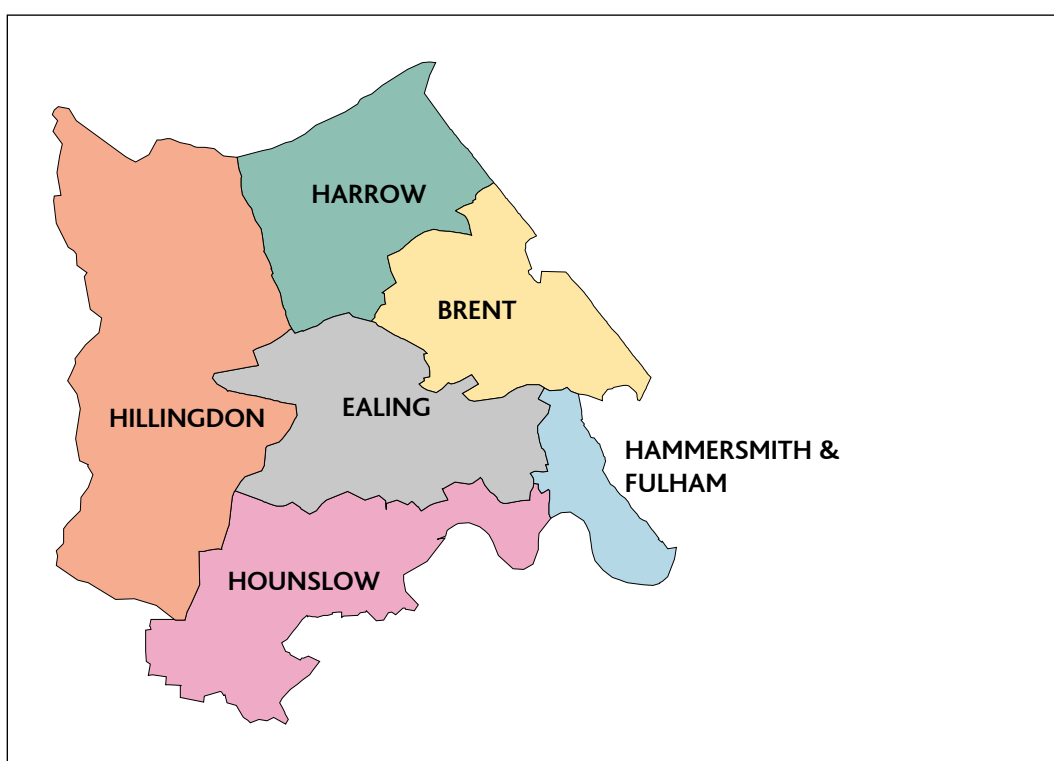 HARROW
BRENT
HILLINGDON
EALING
HAMMERSMITH &
FULHAM
HOUNSLOW